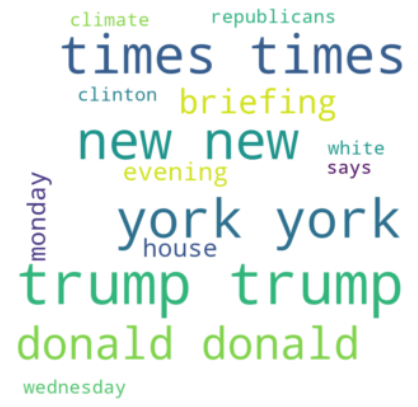 climate republicans
times times
clinton briefing
new new white
evening says
monday
york york
house
trump trump
donald donald
wednesday